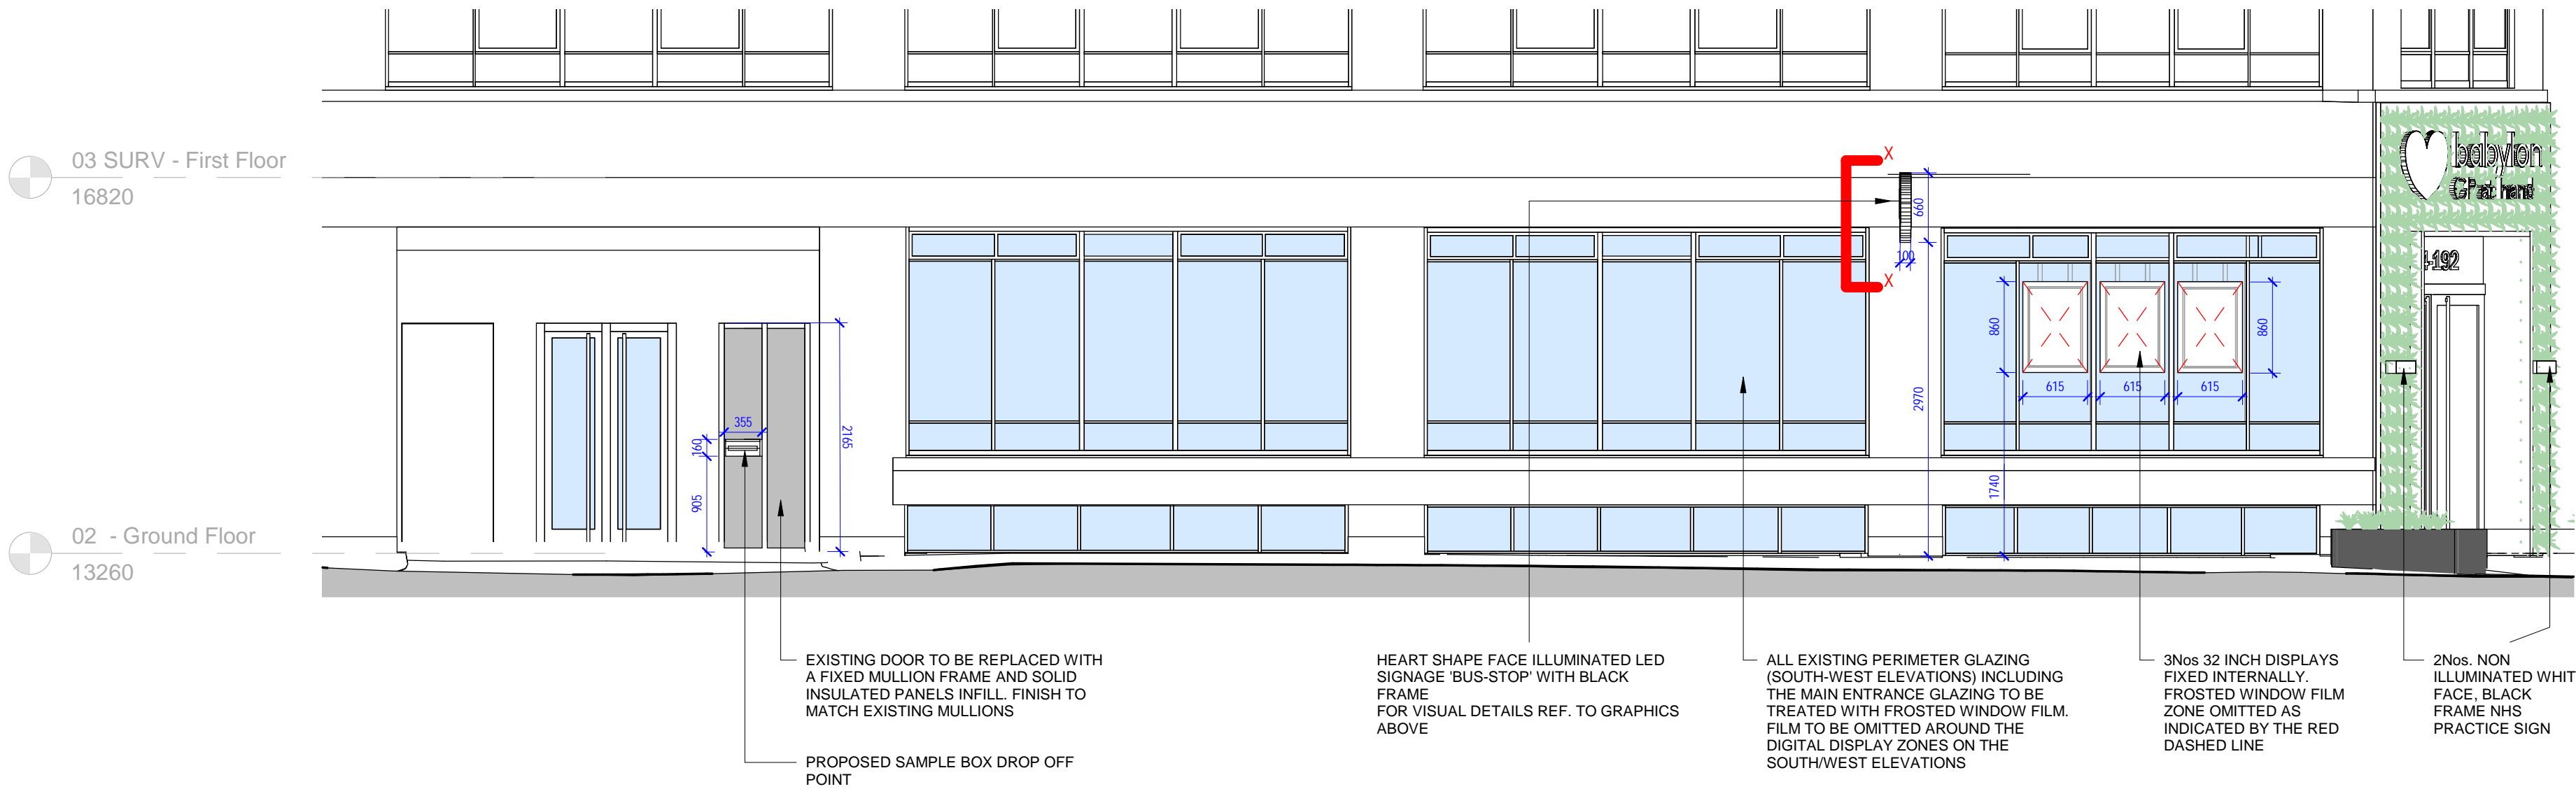 03 SURV - First Floor
16820
X
660
100
X
babylon
GP at hand
4-192
860
860
615
615
615
2970
1740
355
160
905
2165
02 - Ground Floor
13260
EXISTING DOOR TO BE REPLACED WITH
A FIXED MULLION FRAME AND SOLID
INSULATED PANELS INFILL. FINISH TO
MATCH EXISTING MULLIONS
PROPOSED SAMPLE BOX DROP OFF
POINT
HEART SHAPE FACE ILLUMINATED LED
SIGNAGE 'BUS-STOP' WITH BLACK
FRAME
FOR VISUAL DETAILS REF. TO GRAPHICS
ABOVE
ALL EXISTING PERIMETER GLAZING
(SOUTH-WEST ELEVATIONS) INCLUDING
THE MAIN ENTRANCE GLAZING TO BE
TREATED WITH FROSTED WINDOW FILM.
FILM TO BE OMITTED AROUND THE
DIGITAL DISPLAY ZONES ON THE
SOUTH/WEST ELEVATIONS
3Nos 32 INCH DISPLAYS
FIXED INTERNALLY.
FROSTED WINDOW FILM
ZONE OMITTED AS
INDICATED BY THE RED
DASHED LINE
2Nos. NON
ILLUMINATED WHIT
FACE, BLACK
FRAME NHS
PRACTICE SIGN